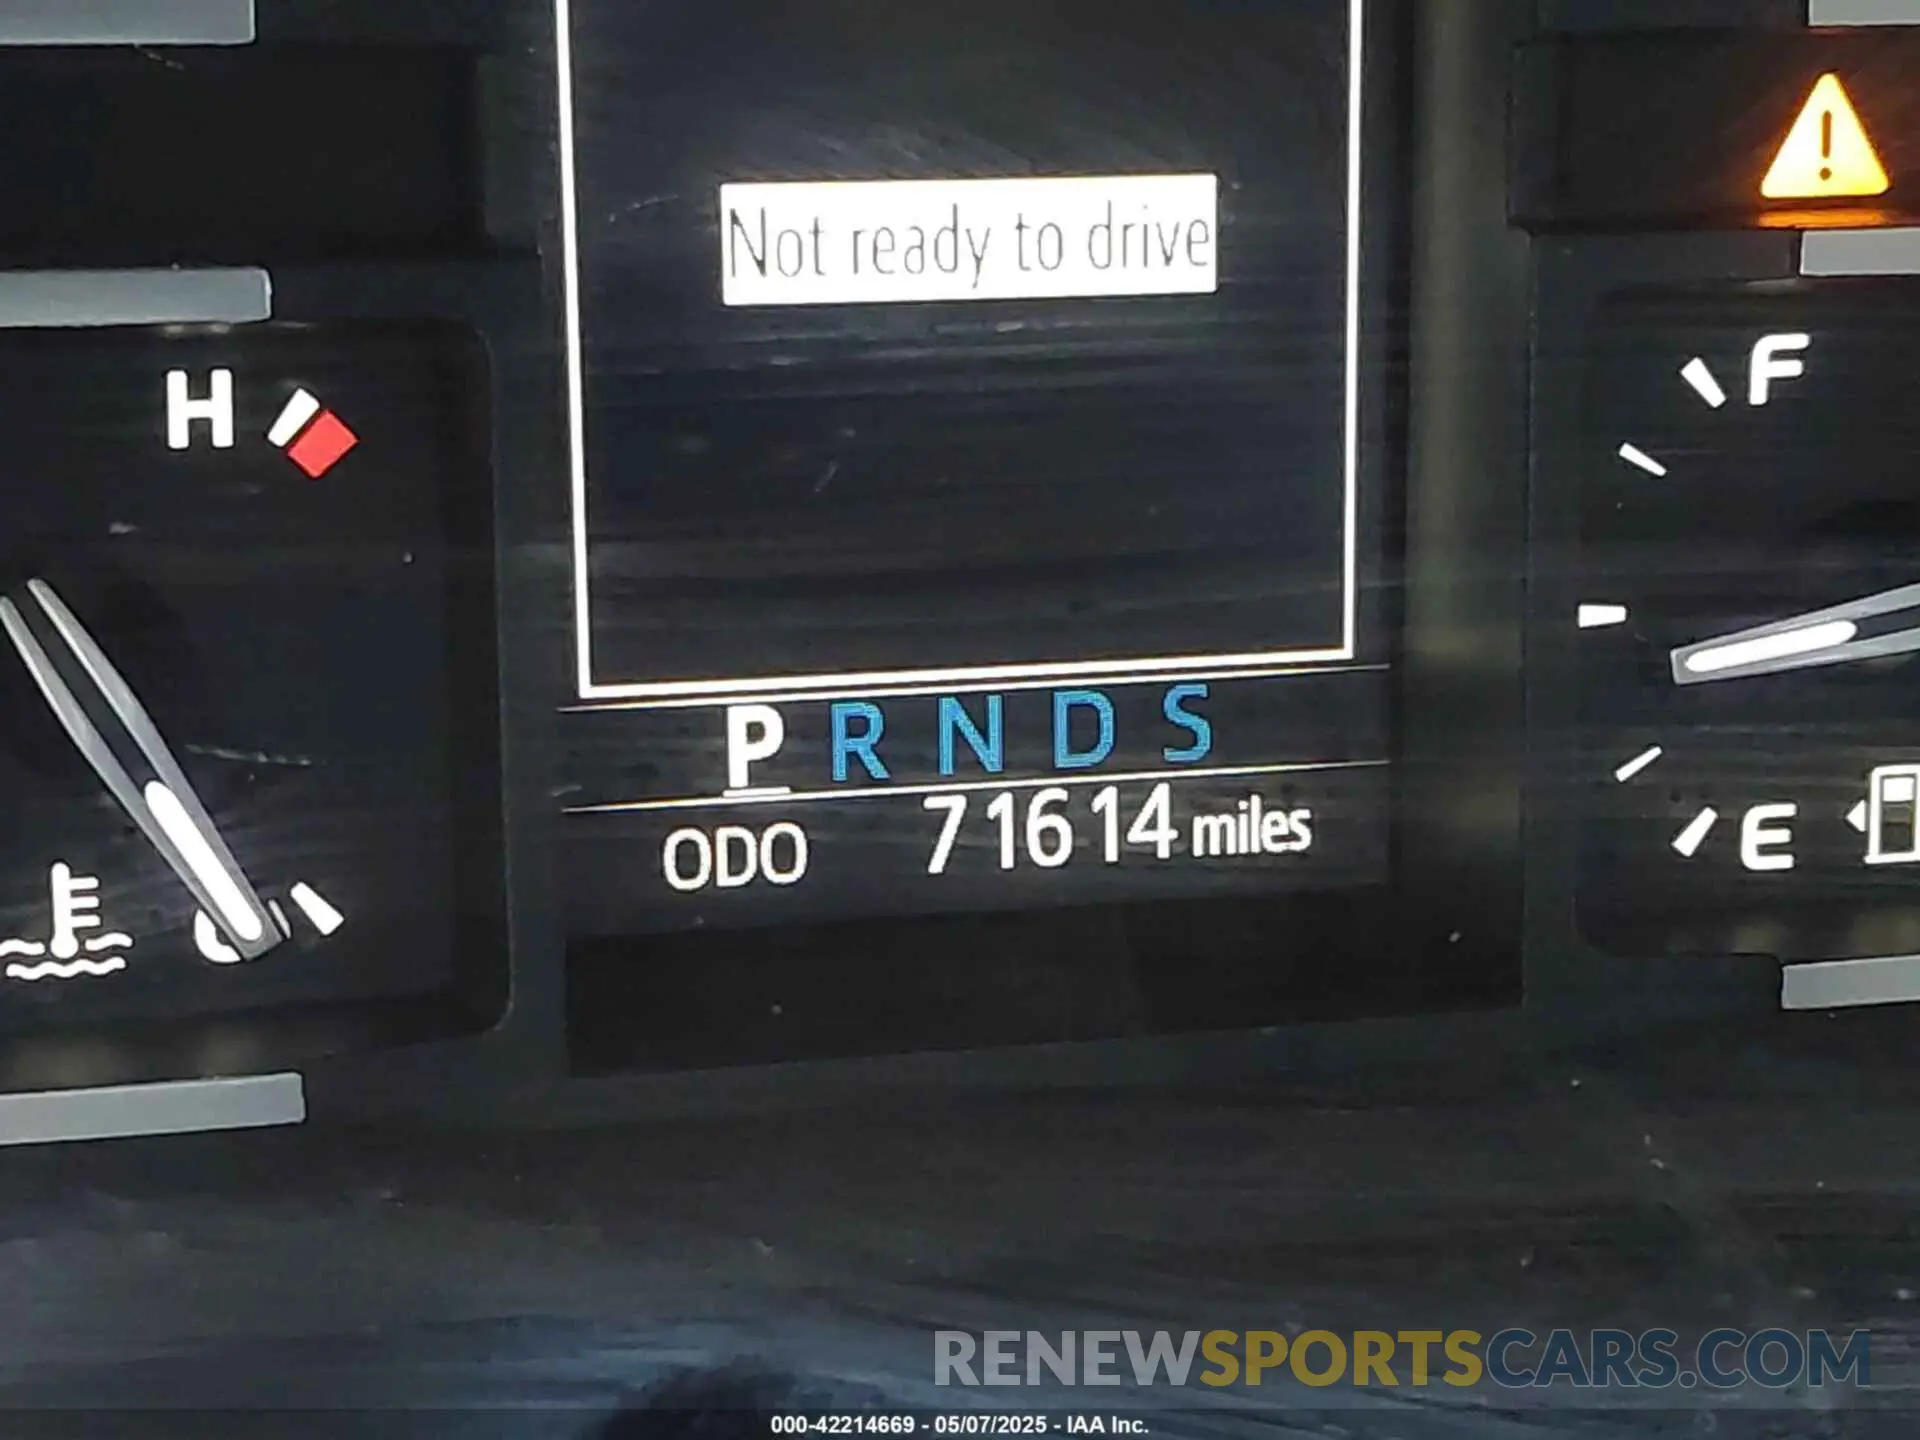 Not ready to drive
H
F
P R N D S
ODO 71614 miles
E
RENEWSPORTSCARS.COM
000-42214669 - 05/07/2025 - IAA Inc.